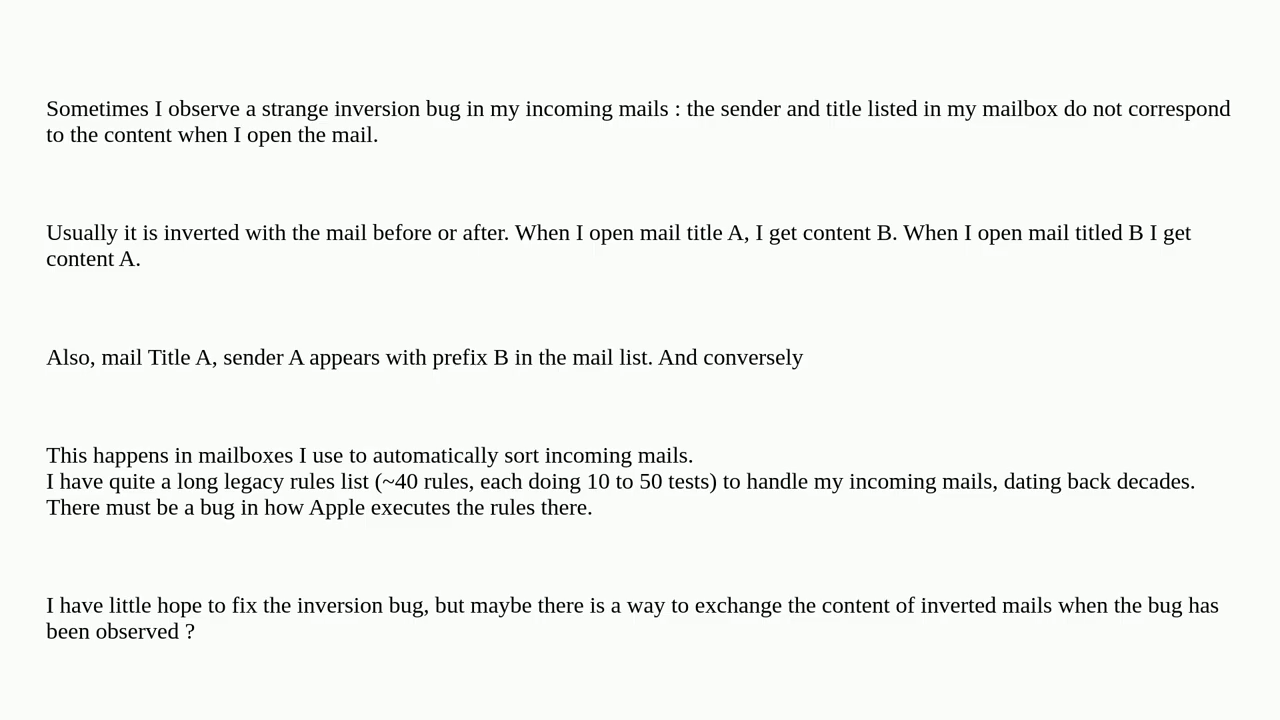 Sometimes I observe a strange inversion bug in my incoming mails : the sender and title listed in my mailbox do not correspond
to the content when I open the mail.
Usually it is inverted with the mail before or after. When I open mail title A, I get content B. When I open mail titled B I get
content A.
Also, mail Title A, sender A appears with prefix B in the mail list. And conversely
This happens in mailboxes I use to automatically sort incoming mails.
I have quite a long legacy rules list (~40 rules, each doing 10 to 50 tests) to handle my incoming mails, dating back decades.
There must be a bug in how Apple executes the rules there.
I have little hope to fix the inversion bug, but maybe there is a way to exchange the content of inverted mails when the bug has
been observed ?